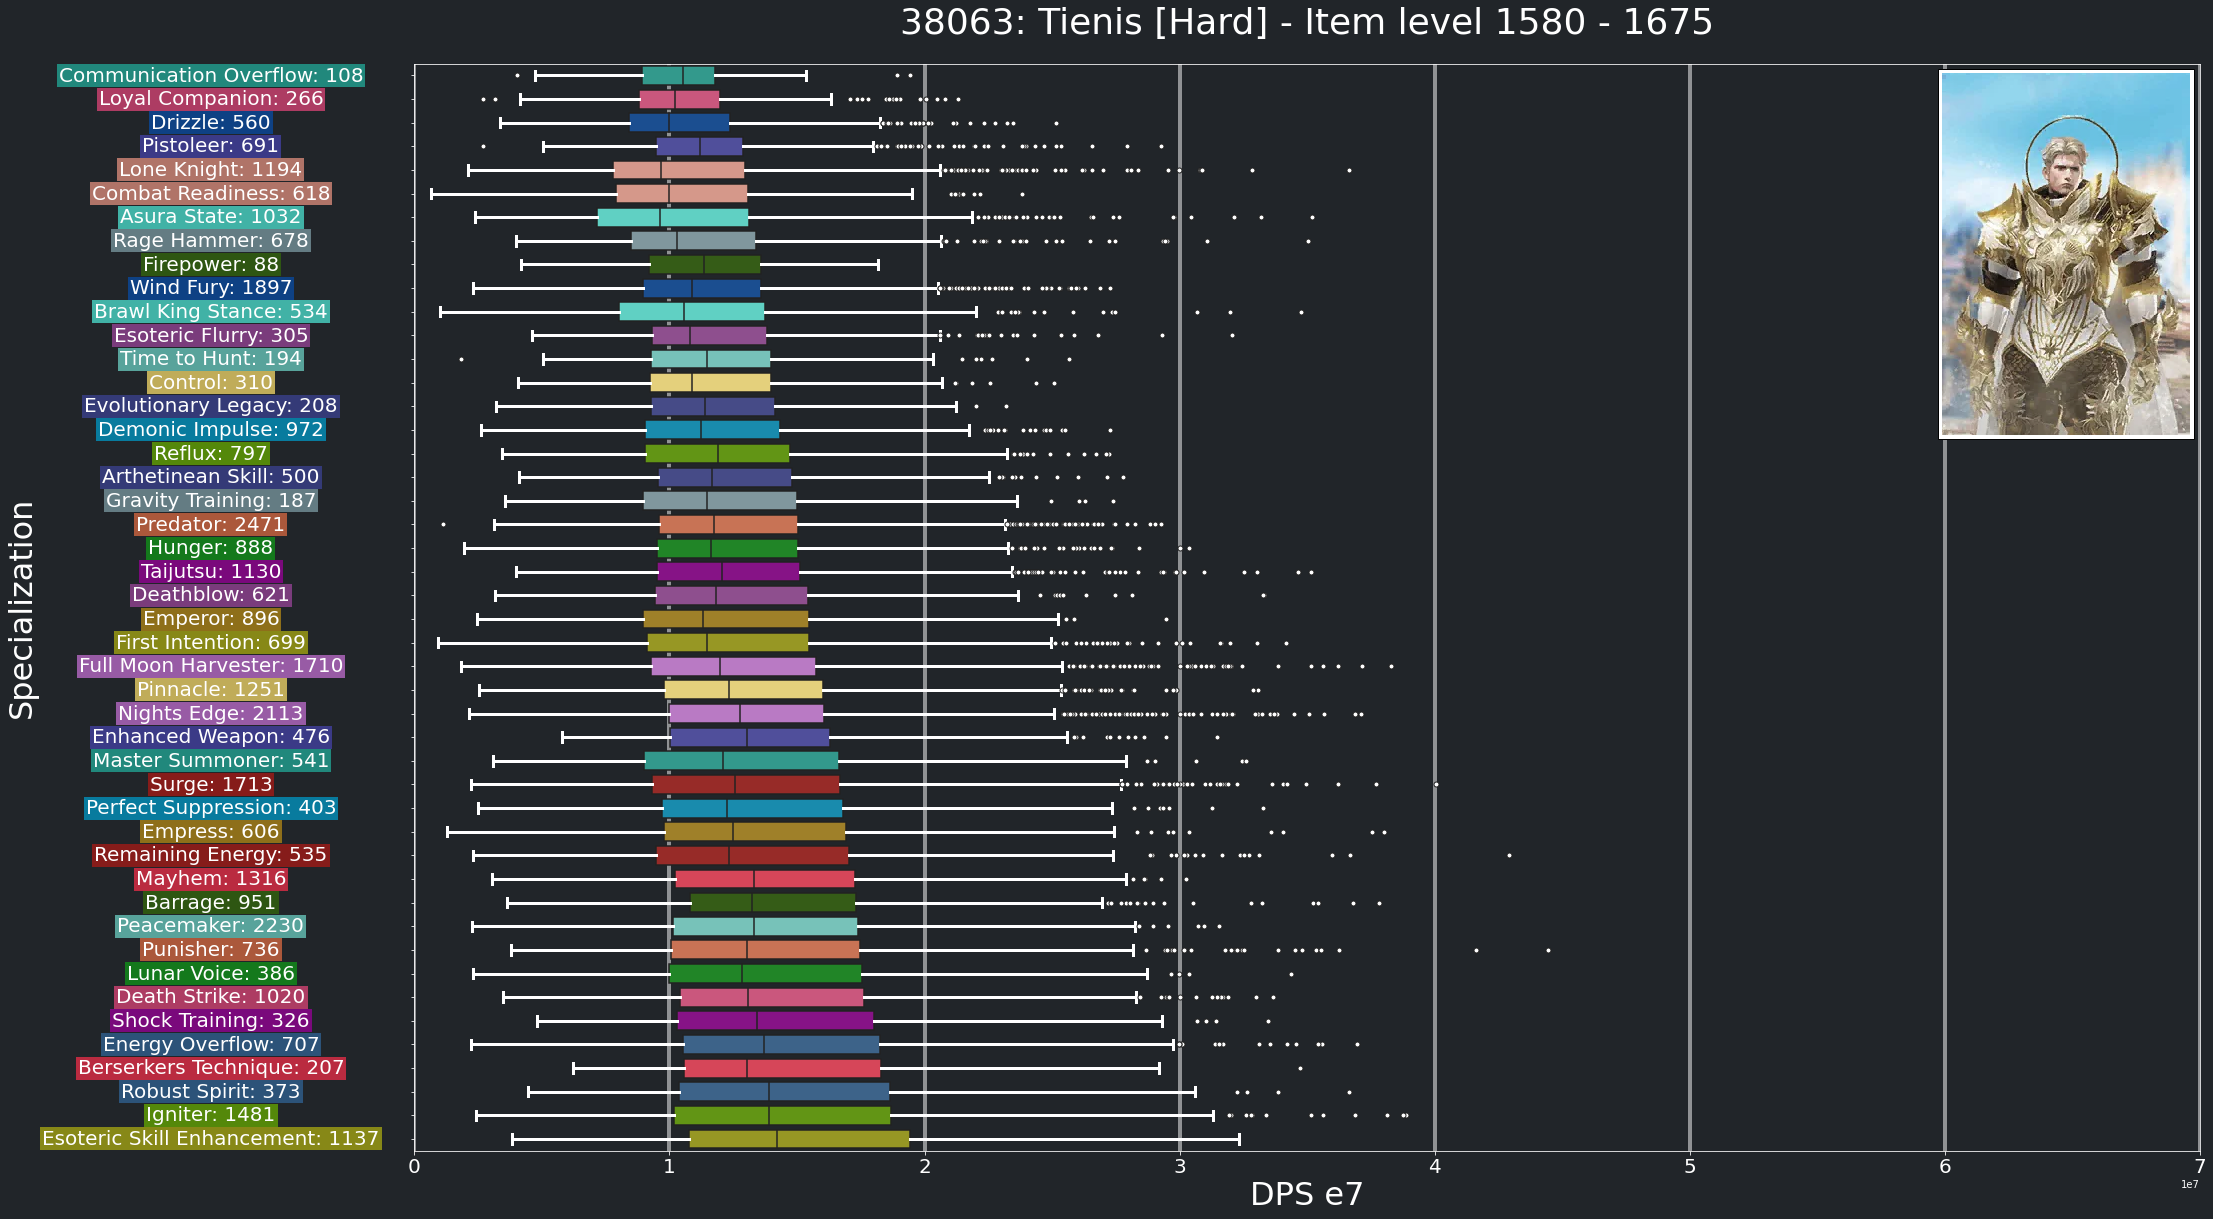 38063: Tienis [Hard] - Item level 1580 - 1675
Specialization
Communication Overflow: 108
Loyal Companion: 266
Drizzle: 560
Pistoleer: 691
Lone Knight: 1194
Combat Readiness: 618
Asura State: 1032
Rage Hammer: 678
Firepower: 88
Wind Fury: 1897
Brawl King Stance: 534
Esoteric Flurry: 305
Time to Hunt: 194
Control: 310
Evolutionary Legacy: 208
Demonic Impulse: 972
Reflux: 797
Arthetinean Skill: 500
Gravity Training: 187
Predator: 2471
Hunger: 888
Taijutsu: 1130
Deathblow: 621
Emperor: 896
First Intention: 699
Full Moon Harvester: 1710
Pinnacle: 1251
Nights Edge: 2113
Enhanced Weapon: 476
Master Summoner: 541
Surge: 1713
Perfect Suppression: 403
Empress: 606
Remaining Energy: 535
Mayhem: 1316
Barrage: 951
Peacemaker: 2230
Punisher: 736
Lunar Voice: 386
Death Strike: 1020
Shock Training: 326
Energy Overflow: 707
Berserkers Technique: 207
Robust Spirit: 373
Igniter: 1481
Esoteric Skill Enhancement: 1137
0 1 2 3 4 5 6 7
1e7
DPS e7